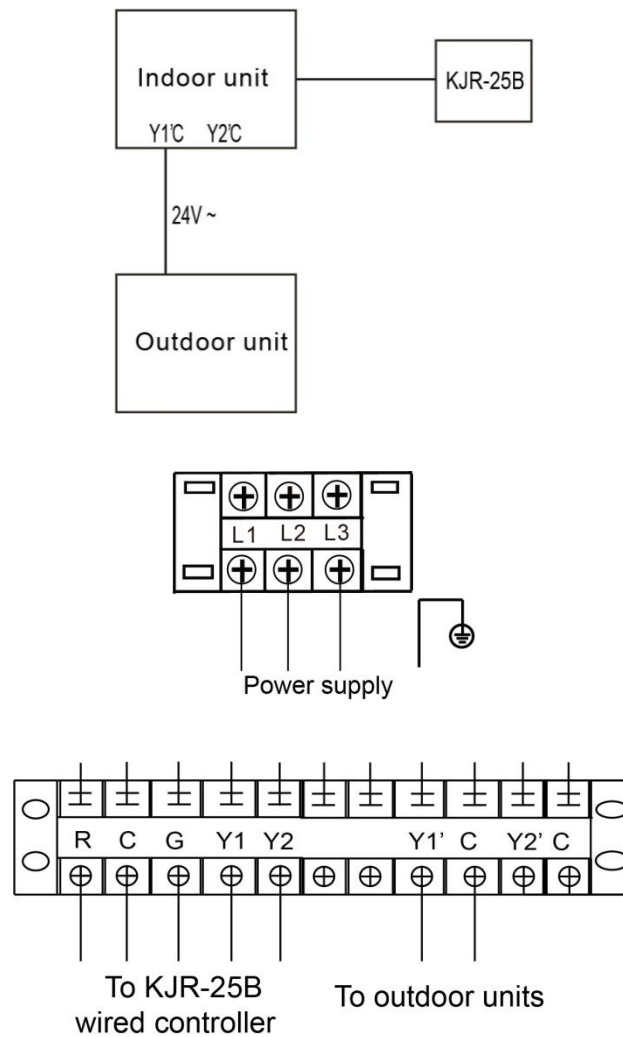 Indoor unit
KJR-25B
Y1'C Y2'C
24V ~
Outdoor unit
L1 L2 L3
Power supply
R C G Y1 Y2 Y1' C Y2' C
To KJR-25B
wired controller
To outdoor units